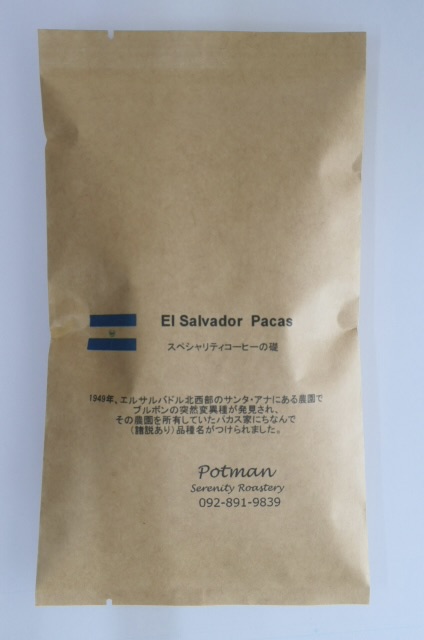 El Salvador Pacas
スペシャリティコーヒーの礎
1949年、エルサルバドル北西部のサンタ・アナにある農園で
ブルボンの突然変異種が発見され、
その農園を所有していたパカス家にちなんで
(諸説あり)品種名がつけられました。
Potman
Serenity Roastery
092-891-9839